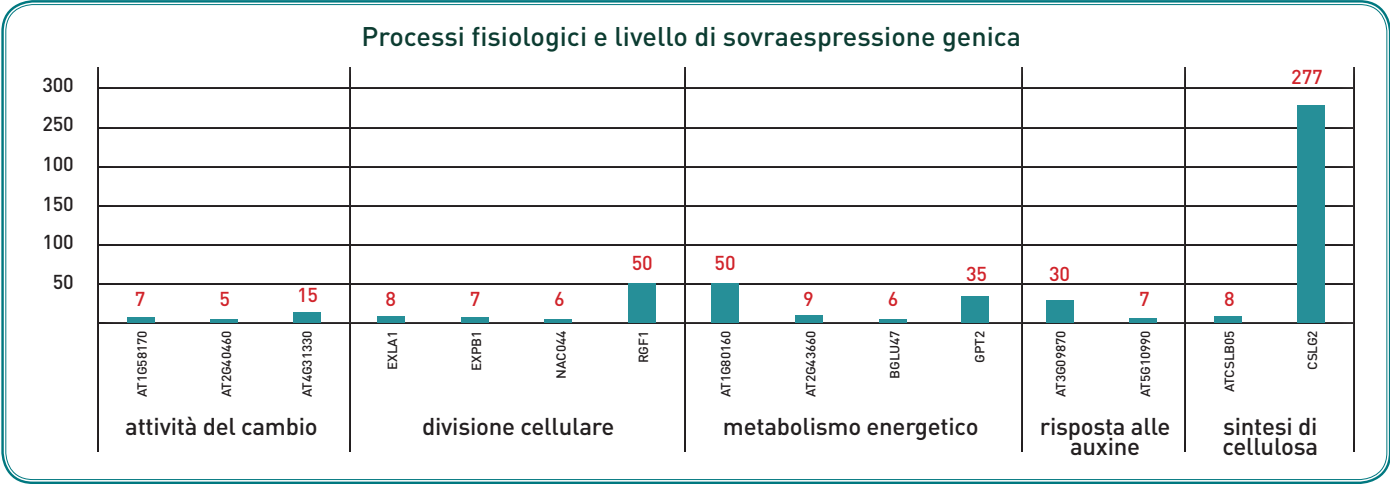 Processi fisiologici e livello di sovraespressione genica
300
250
100
150
100
50
7
5
15
8
7
6
50
50
9
6
35
30
7
8
277
AT1G58170
AT2G40460
AT4G31330
EXLA1
EXPB1
NAC044
RGF1
AT1G80160
AT2G43660
BGLU47
GPT2
AT3G09870
AT5G10990
ATCSLB05
CSLG2
attività del cambio
divisione cellulare
metabolismo energetico
risposta alle
auxine
sintesi di
cellulosa